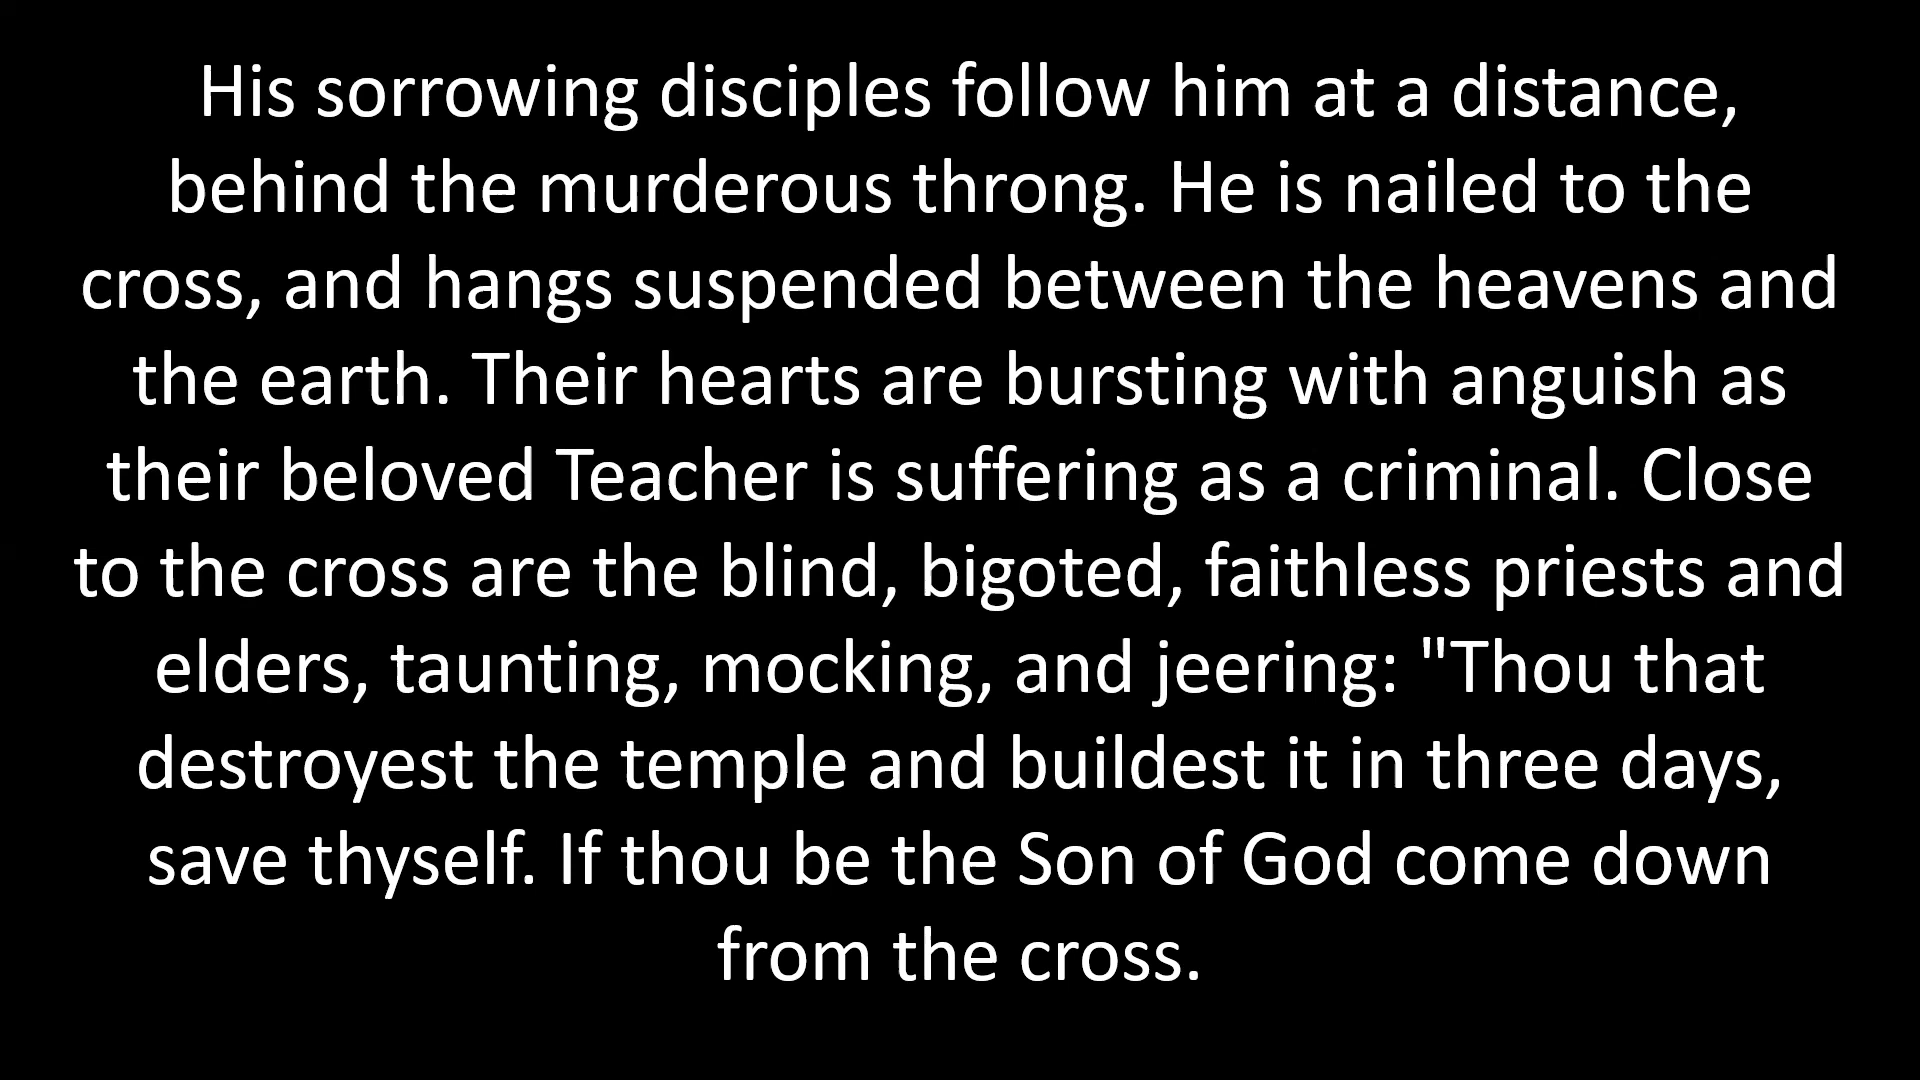 His sorrowing disciples follow him at a distance,
behind the murderous throng. He is nailed to the
cross, and hangs suspended between the heavens and
the earth. Their hearts are bursting with anguish as
their beloved Teacher is suffering as a criminal. Close
to the cross are the blind, bigoted, faithless priests and
elders, taunting, mocking, and jeering: "Thou that
destroyest the temple and buildest it in three days,
save thyself. If thou be the Son of God come down
from the cross.